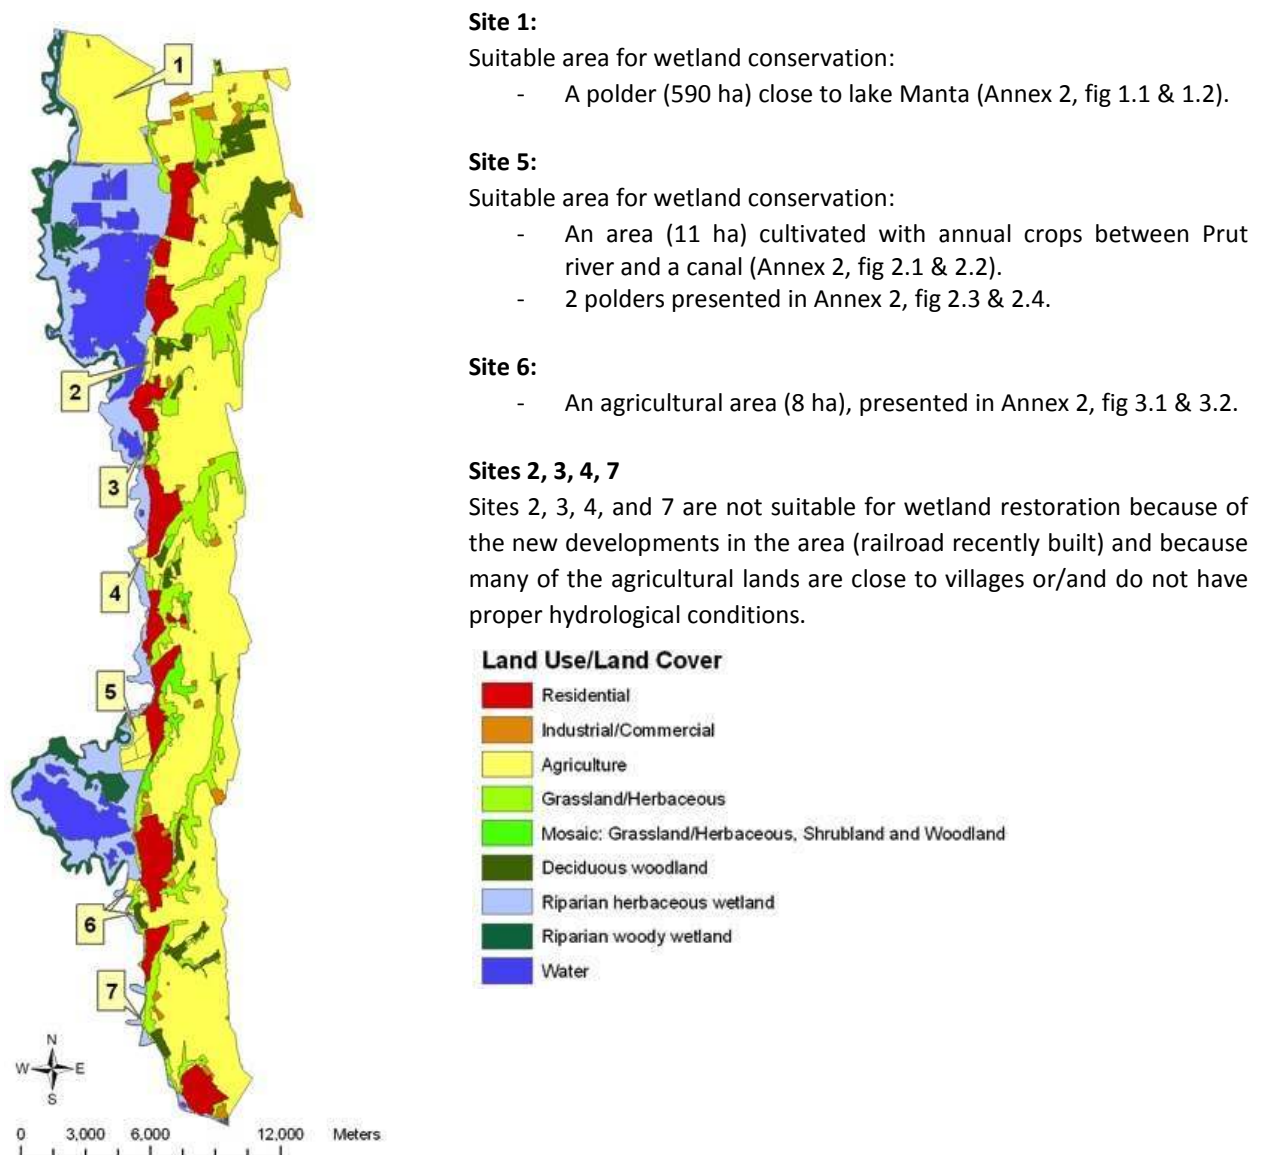 Site 1:
Suitable area for wetland conservation:
- A polder (590 ha) close to lake Manta (Annex 2, fig 1.1 & 1.2).
Site 5:
Suitable area for wetland conservation:
- An area (11 ha) cultivated with annual crops between Prut
river and a canal (Annex 2, fig 2.1 & 2.2).
- 2 polders presented in Annex 2, fig 2.3 & 2.4.
Site 6:
- An agricultural area (8 ha), presented in Annex 2, fig 3.1 & 3.2.
Sites 2, 3, 4, 7
Sites 2, 3, 4, and 7 are not suitable for wetland restoration because of
the new developments in the area (railroad recently built) and because
many of the agricultural lands are close to villages or/and do not have
proper hydrological conditions.
Land Use/Land Cover
Residential
Industrial/Commercial
Agriculture
Grassland/Herbaceous
Mosaic: Grassland/Herbaceous, Shrubland and Woodland
Deciduous woodland
Riparian herbaceous wetland
Riparian woody wetland
Water
1
2
3
4
5
6
7
N
W E
S
0 3,000 6,000 12,000 Meters